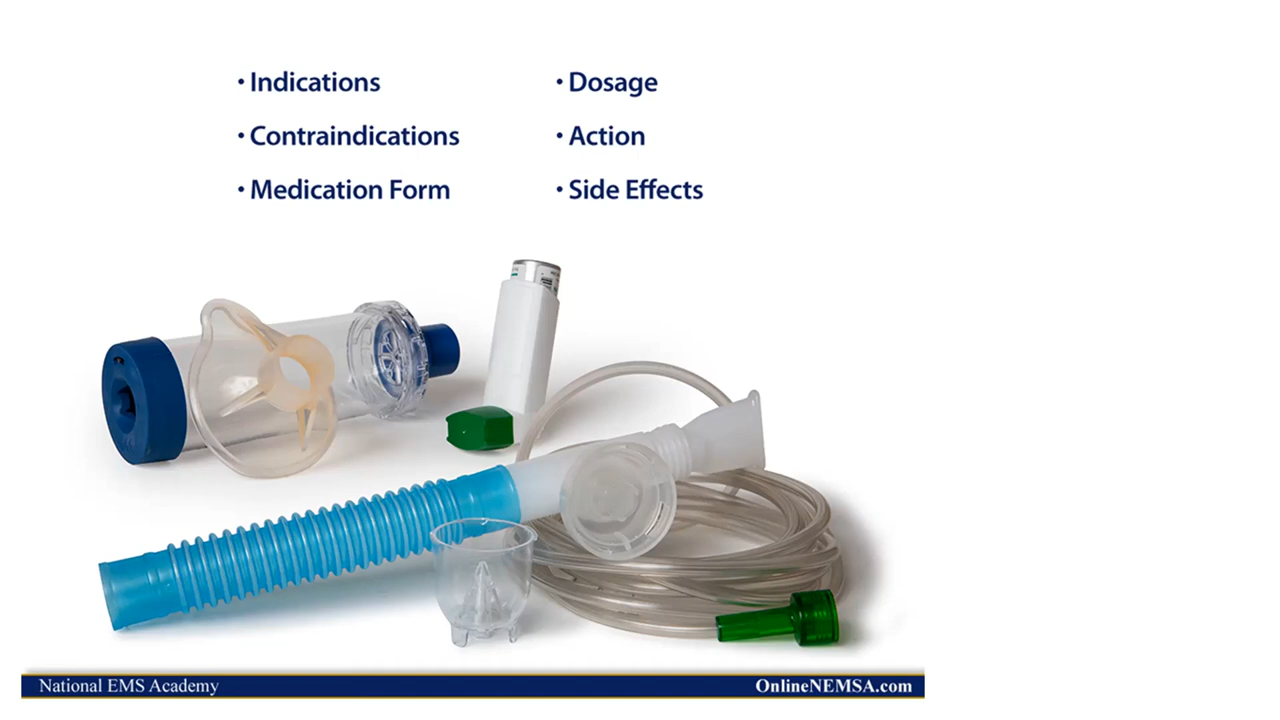 • Indications
• Contraindications
• Medication Form
• Dosage
• Action
• Side Effects
National EMS Academy
OnlineNEMSA.com